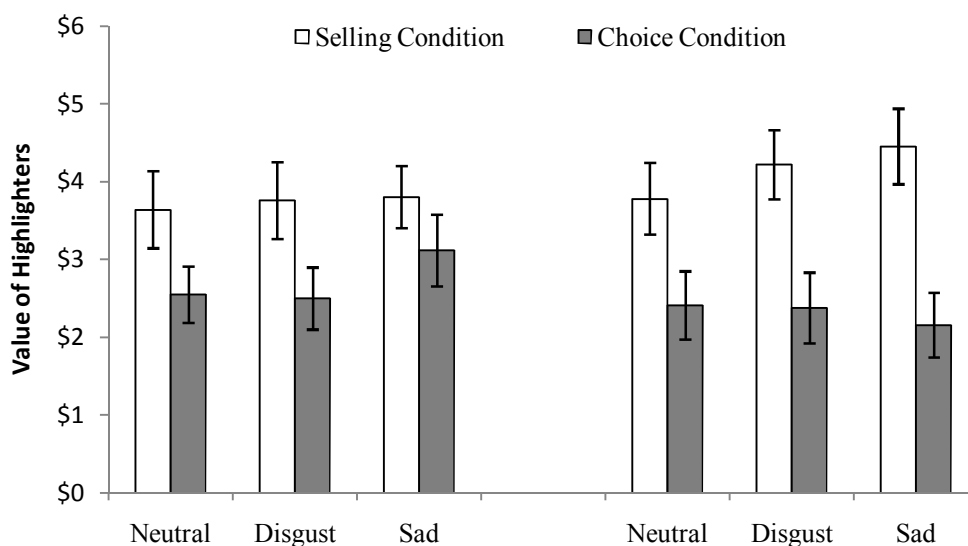 $6
Selling Condition Choice Condition
$5
$4
$3
$2
$1
$0
Value of Highlighters
Neutral Disgust Sad Neutral Disgust Sad